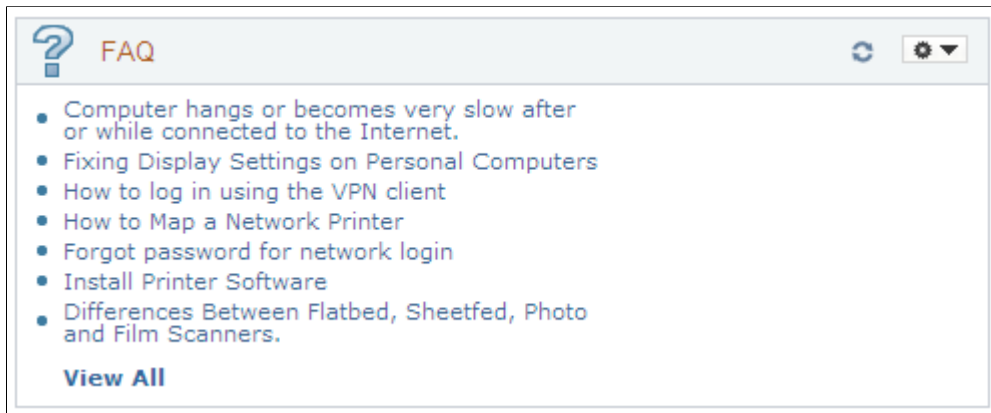 FAQ
Computer hangs or becomes very slow after
or while connected to the Internet.
Fixing Display Settings on Personal Computers
How to log in using the VPN client
How to Map a Network Printer
Forgot password for network login
Install Printer Software
Differences Between Flatbed, Sheetfed, Photo
and Film Scanners.
View All